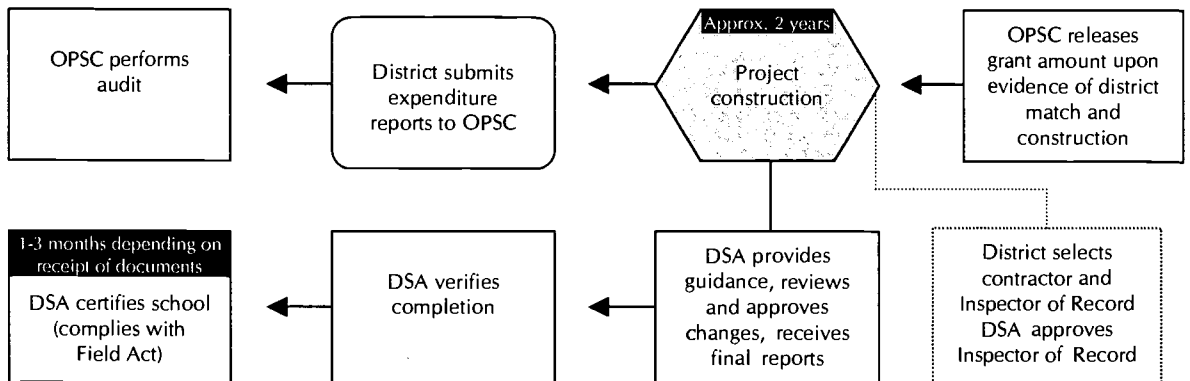 OPSC performs
audit
District submits
expenditure
reports to OPSC
Approx. 2 years
Project
construction
OPSC releases
grant amount upon
evidence of district
match and
construction
1-3 months depending on
receipt of documents
DSA certifies school
(complies with
Field Act)
DSA verifies
completion
DSA provides
guidance, reviews
and approves
changes, receives
final reports
District selects
contractor and
Inspector of Record
DSA approves
Inspector of Record